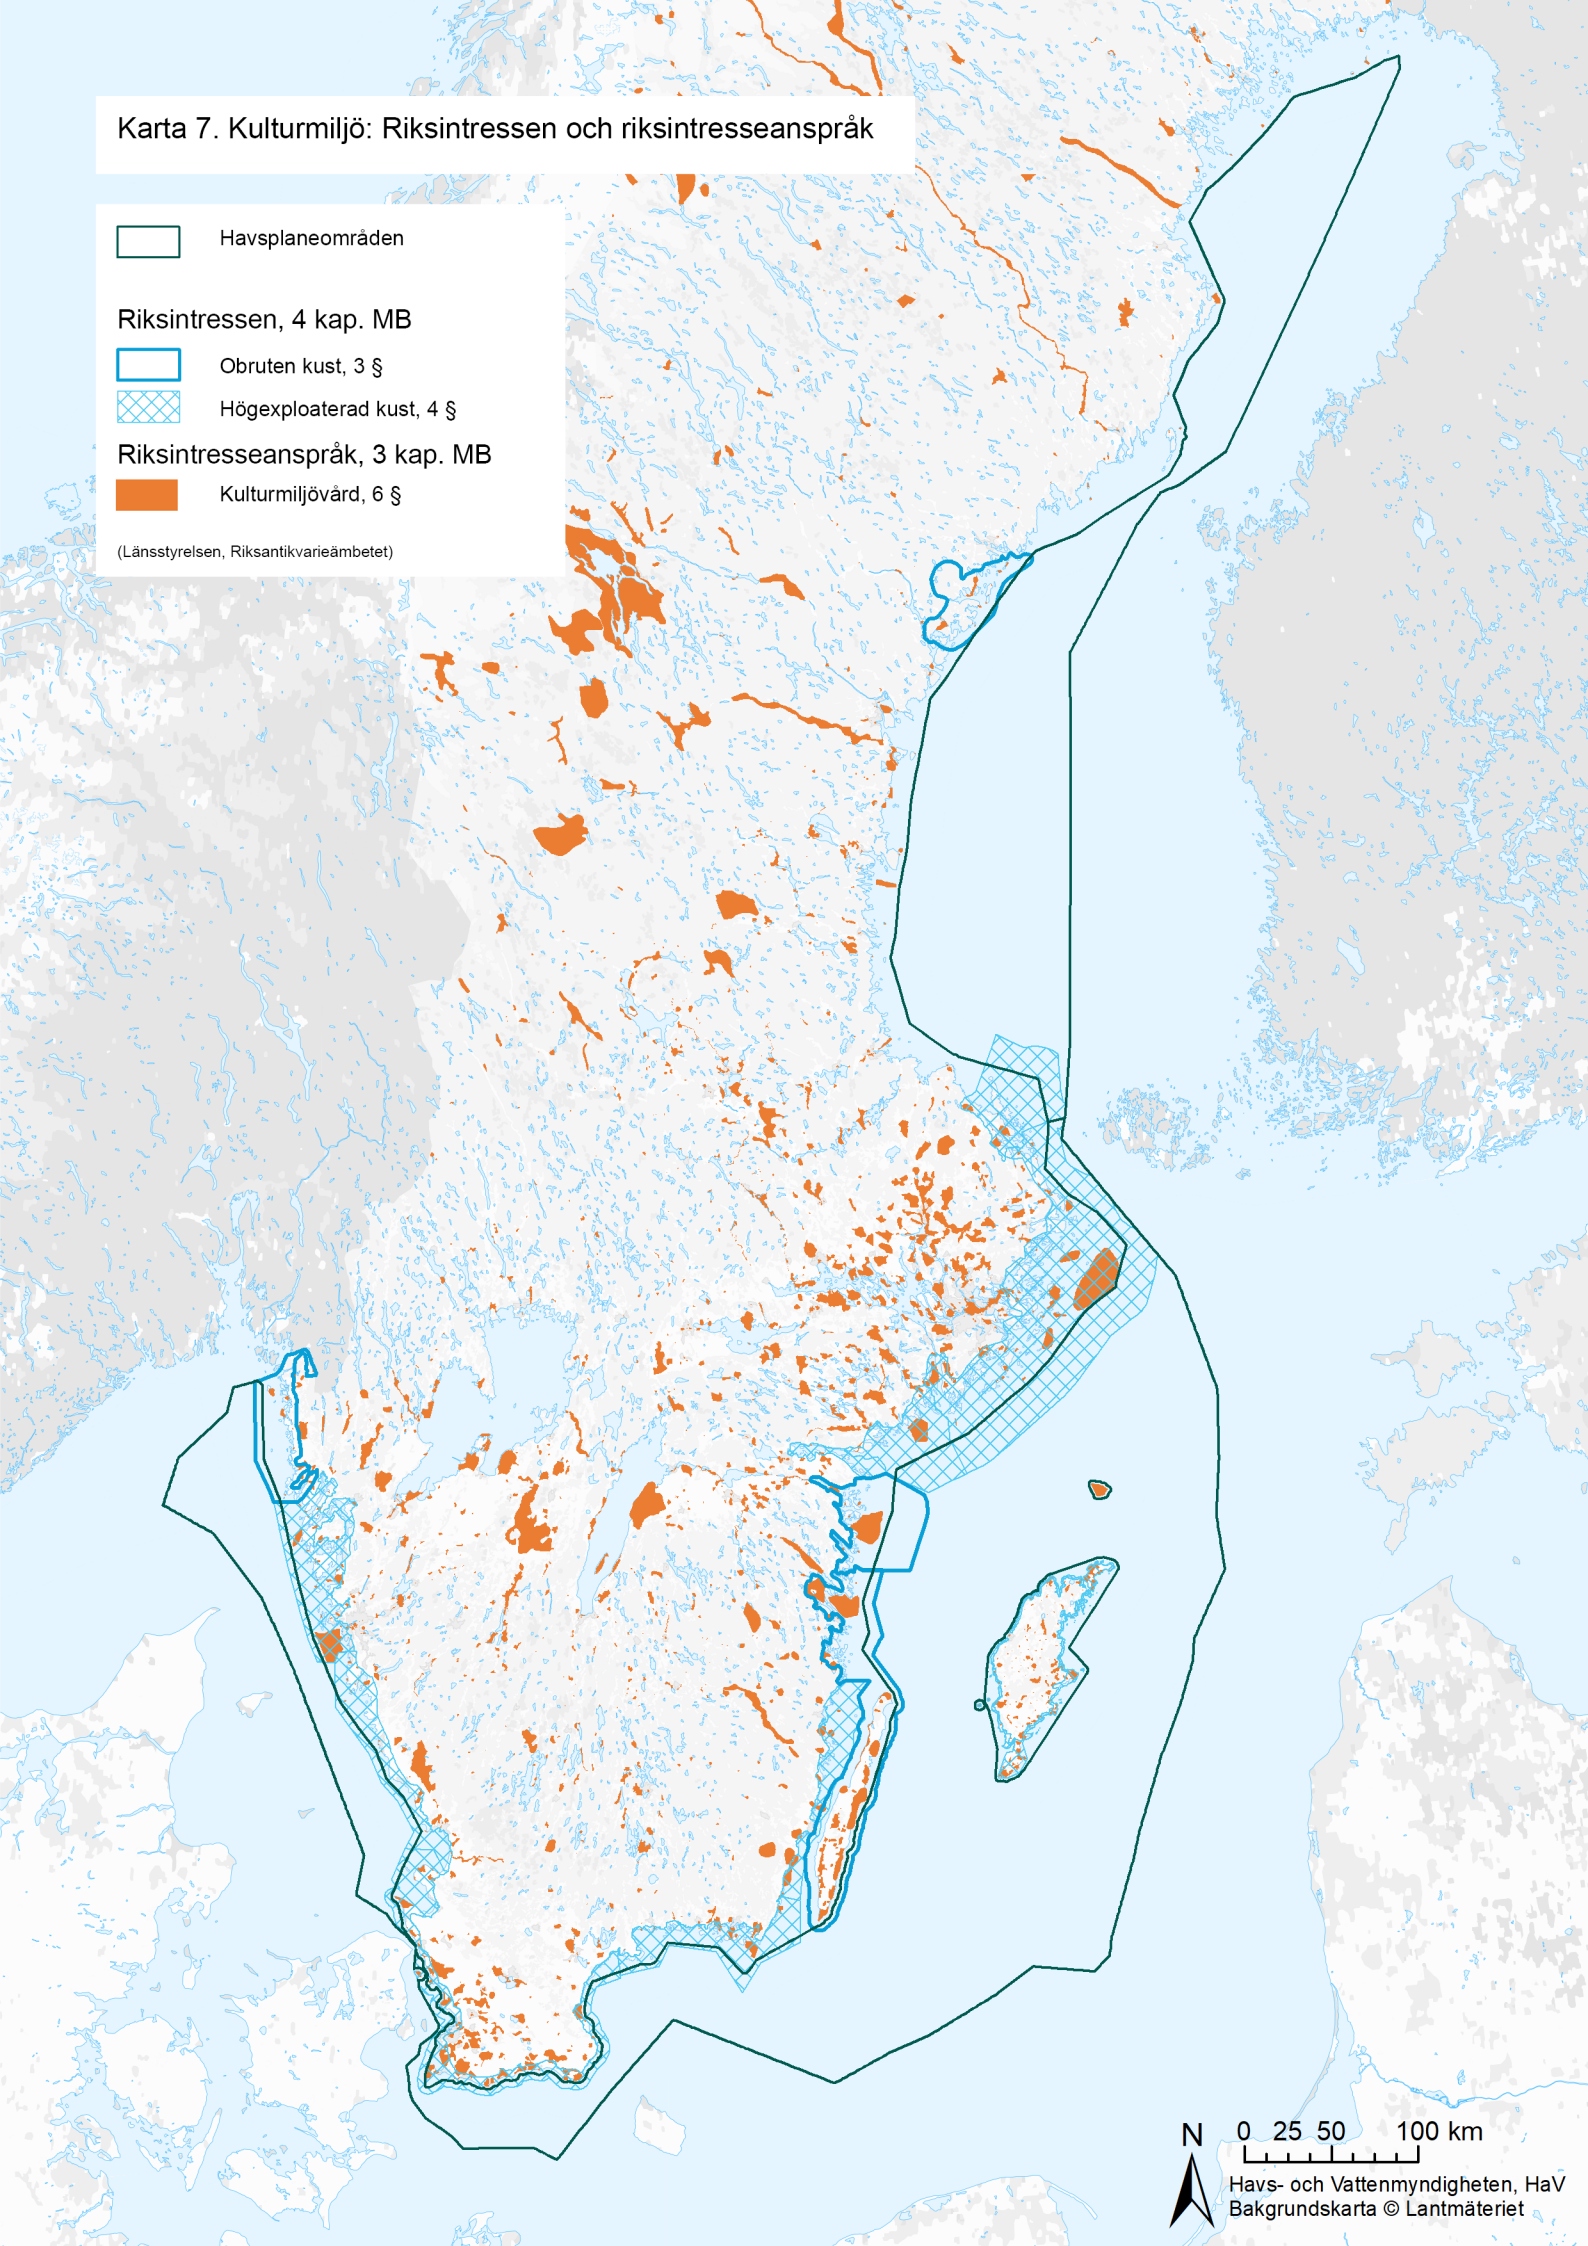 Karta 7. Kulturmiljö: Riksintressen och riksintresseanspråk
Havsplaneområden
Riksintressen, 4 kap. MB
Obruten kust, 3 §
Högexploaterad kust, 4 §
Riksintresseanspråk, 3 kap. MB
Kulturmiljövård, 6 §
(Länsstyrelsen, Riksantikvarieämbetet)
N
0 25 50 100 km
Havs- och Vattenmyndigheten, HaV
Bakgrundskarta © Lantmäteriet